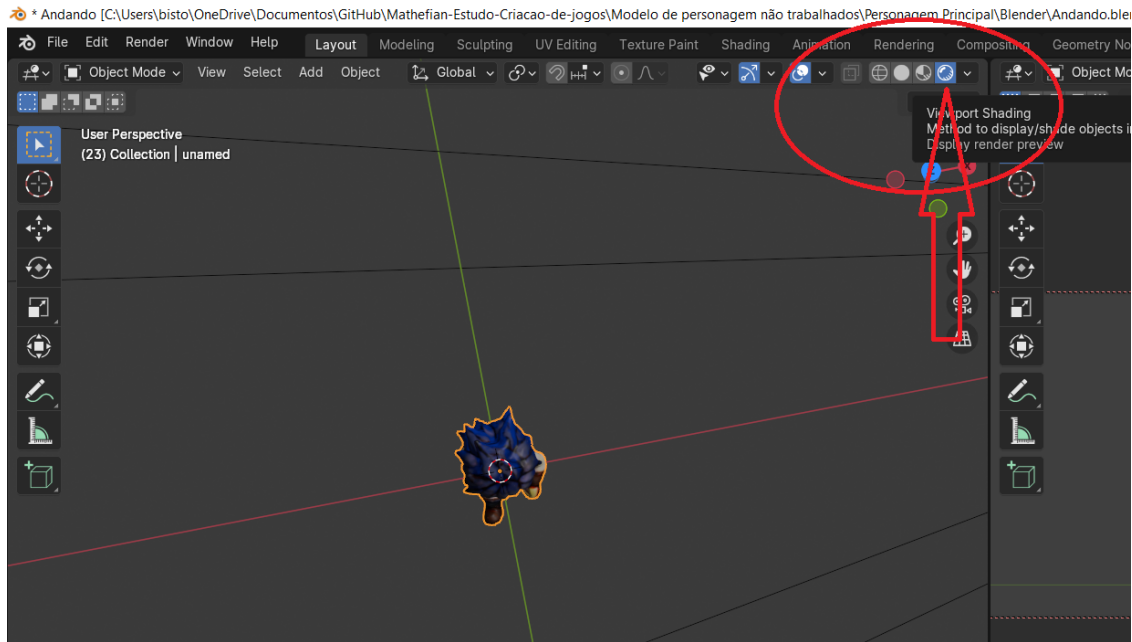 * Andando [C:\Users\bisto\OneDrive\Documentos\GitHub\Mathefian-Estudo-Criacao-de-jogos\Modelo de personagem não trabalhados\Personagem Principal\Blender\Andando.ble
File Edit Render Window Help Layout Modeling Sculpting UV Editing Texture Paint Shading Animation Rendering Compositing Geometry No
Object Mode View Select Add Object Global Object Mo
User Perspective
(23) Collection | unamed
Viewport Shading
Method to display/shade objects i
Display render preview
X